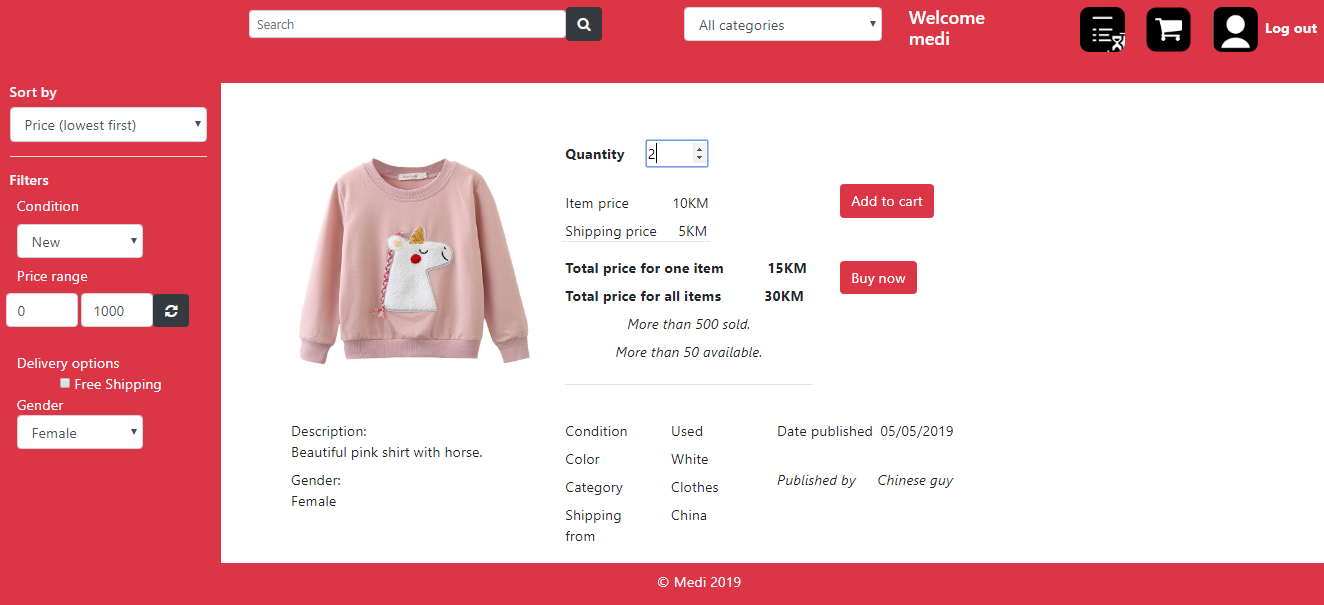 Search
All categories
Welcome
medi
Log out
Sort by
Price (lowest first)
Filters
Condition
New
Price range
0
1000
Delivery options
Free Shipping
Gender
Female
Quantity 2
Item price 10KM
Shipping price 5KM
Total price for one item 15KM
Total price for all items 30KM
More than 500 sold.
More than 50 available.
Add to cart
Buy now
Description:
Beautiful pink shirt with horse.
Gender:
Female
Condition Used
Color White
Category Clothes
Shipping China
from
Date published 05/05/2019
Published by Chinese guy
© Medi 2019